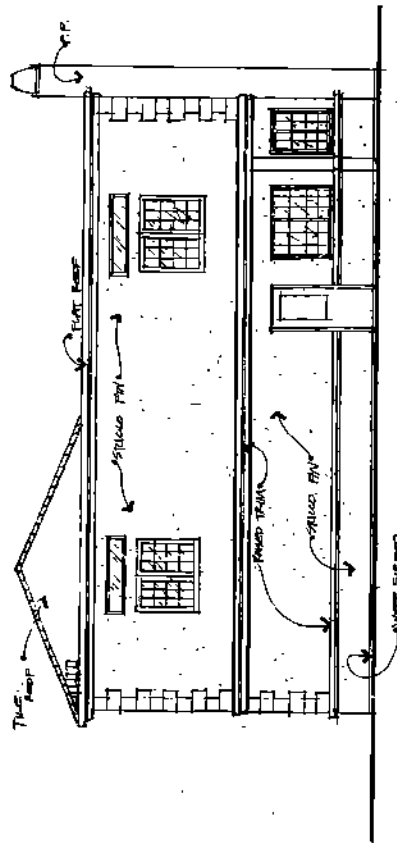 F.P.
FLAT ROOF
TILE
ROOF
STUCCO FIN
RAISED TRIM
STUCCO FIN